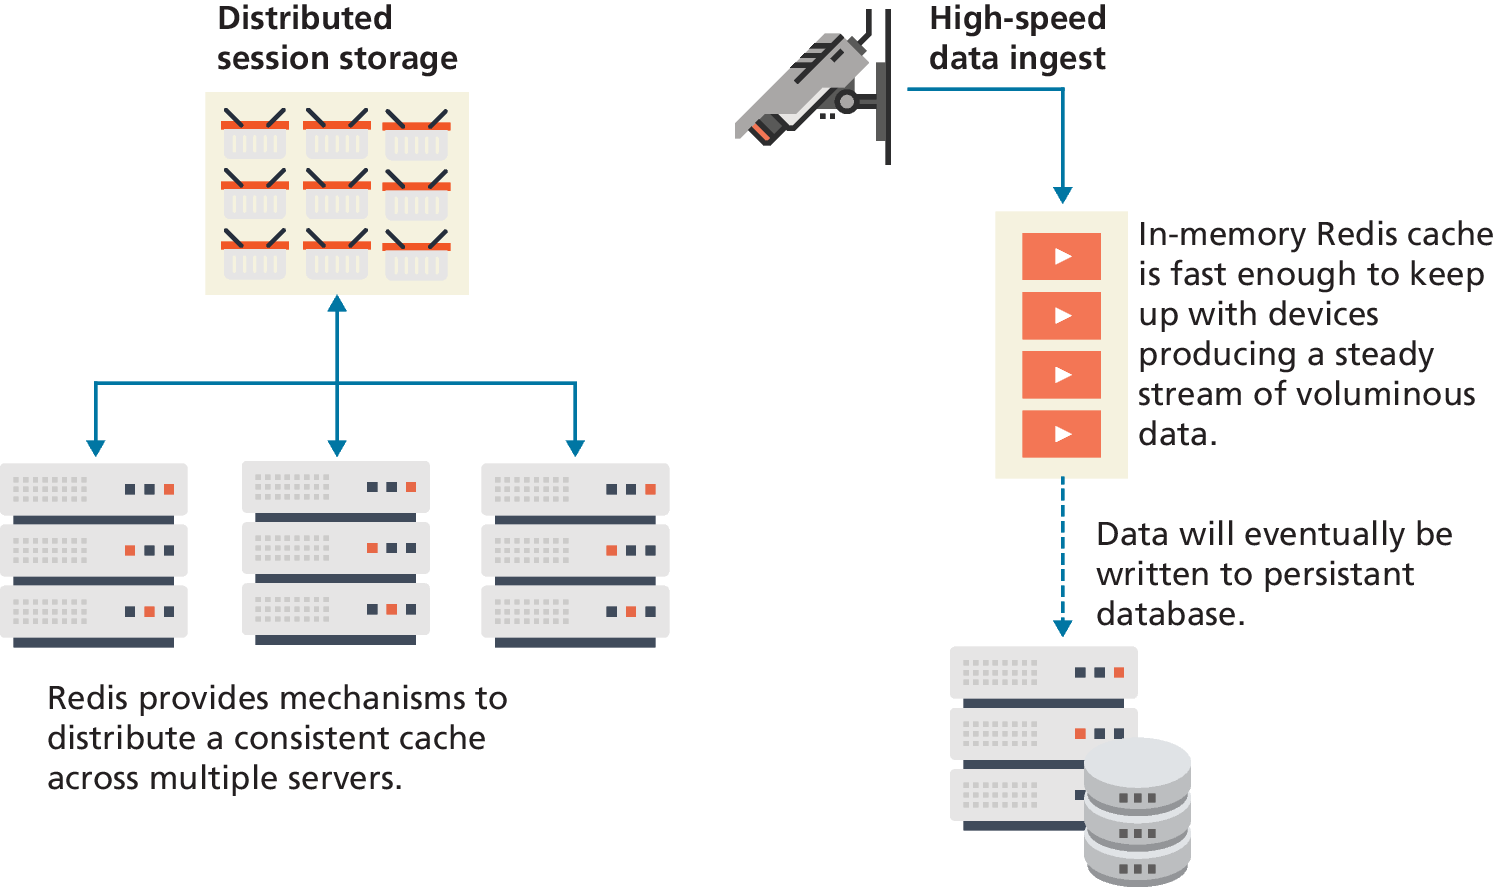 Distributed
session storage
Redis provides mechanisms to
distribute a consistent cache
across multiple servers.
High-speed
data ingest
In-memory Redis cache
is fast enough to keep
up with devices
producing a steady
stream of voluminous
data.
Data will eventually be
written to persistant
database.